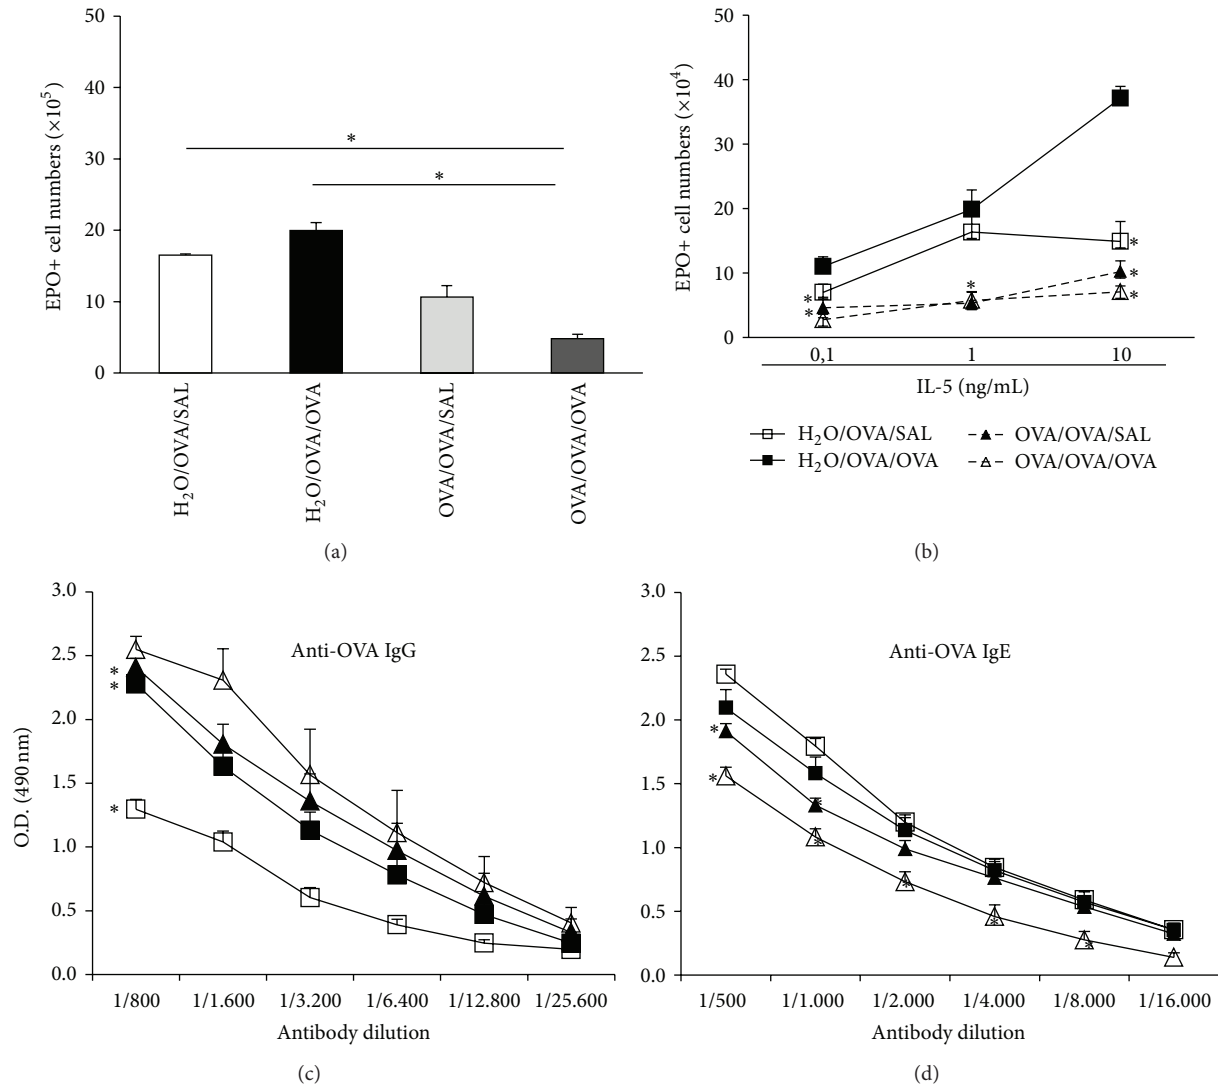 EPO+ cell numbers (×10⁵)
50
40
30
20
10
0
*
*
H₂O/OVA/SAL
H₂O/OVA/OVA
OVA/OVA/SAL
OVA/OVA/OVA
(a)
EPO+ cell numbers (×10⁴)
50
40
30
20
10
0
*
*
*
*
*
*
0,1 1 10
IL-5 (ng/mL)
H₂O/OVA/SAL OVA/OVA/SAL
H₂O/OVA/OVA OVA/OVA/OVA
(b)
O.D. (490 nm)
3.0
2.5
2.0
1.5
1.0
0.5
0.0
Anti-OVA IgG
*
*
*
1/800 1/1.600 1/3.200 1/6.400 1/12.800 1/25.600
Antibody dilution
(c)
3.0
2.5
2.0
1.5
1.0
0.5
0.0
Anti-OVA IgE
*
*
*
*
*
*
*
1/500 1/1.000 1/2.000 1/4.000 1/8.000 1/16.000
Antibody dilution
(d)